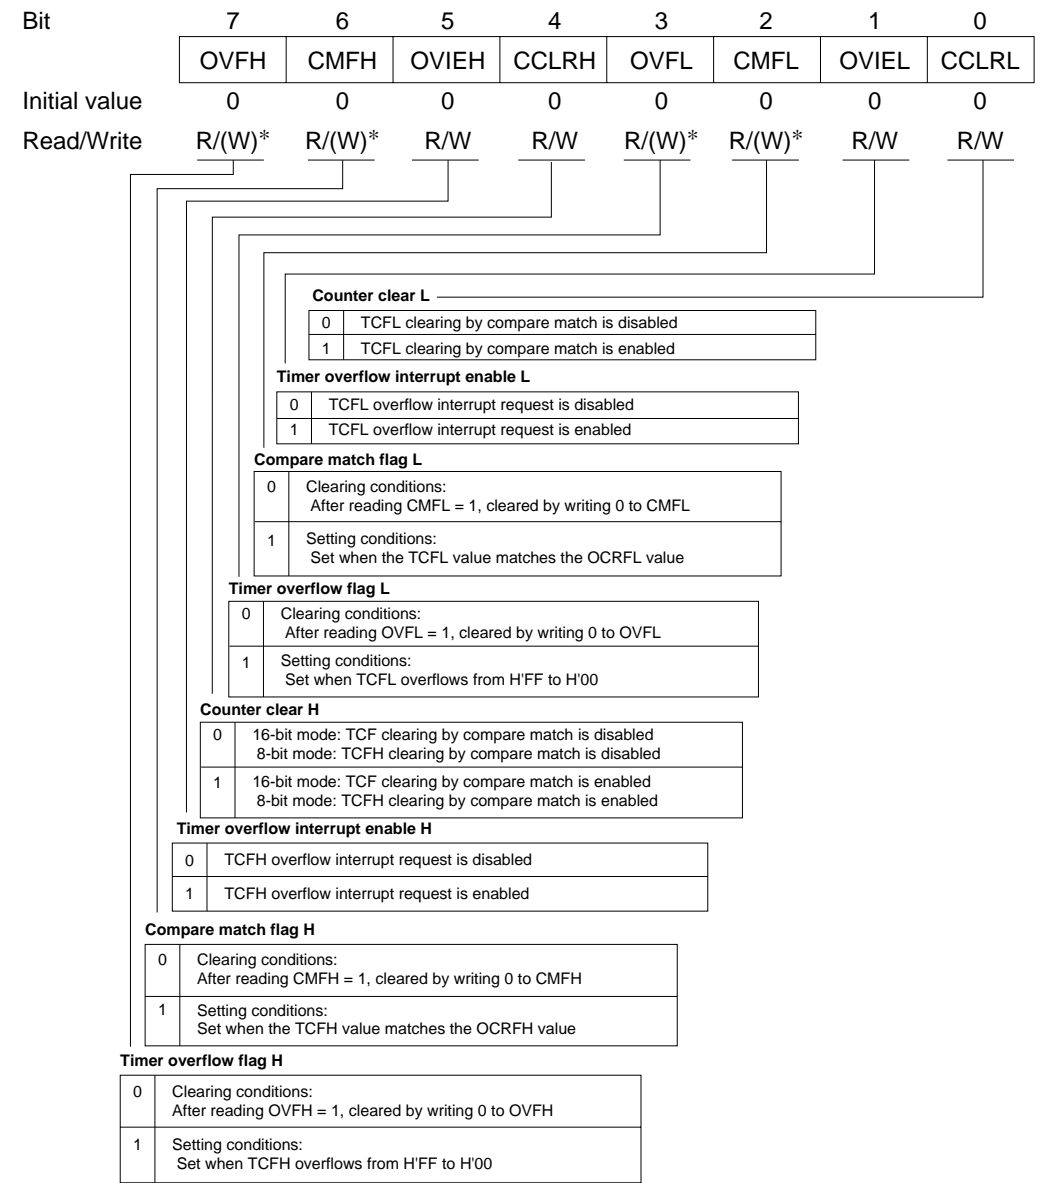 Bit 7 6 5 4 3 2 1 0
OVFH CMFH OVIEH CCLRH OVFL CMFL OVIEL CCLRL
Initial value 0 0 0 0 0 0 0 0
Read/Write R/(W)* R/(W)* R/W R/W R/(W)* R/(W)* R/W R/W
Counter clear L
0 TCFL clearing by compare match is disabled
1 TCFL clearing by compare match is enabled
Timer overflow interrupt enable L
0 TCFL overflow interrupt request is disabled
1 TCFL overflow interrupt request is enabled
Compare match flag L
0 Clearing conditions:
After reading CMFL = 1, cleared by writing 0 to CMFL
1 Setting conditions:
Set when the TCFL value matches the OCRFL value
Timer overflow flag L
0 Clearing conditions:
After reading OVFL = 1, cleared by writing 0 to OVFL
1 Setting conditions:
Set when TCFL overflows from H'FF to H'00
Counter clear H
0 16-bit mode: TCF clearing by compare match is disabled
8-bit mode: TCFH clearing by compare match is disabled
1 16-bit mode: TCF clearing by compare match is enabled
8-bit mode: TCFH clearing by compare match is enabled
Timer overflow interrupt enable H
0 TCFH overflow interrupt request is disabled
1 TCFH overflow interrupt request is enabled
Compare match flag H
0 Clearing conditions:
After reading CMFH = 1, cleared by writing 0 to CMFH
1 Setting conditions:
Set when the TCFH value matches the OCRFH value
Timer overflow flag H
0 Clearing conditions:
After reading OVFH = 1, cleared by writing 0 to OVFH
1 Setting conditions:
Set when TCFH overflows from H'FF to H'00